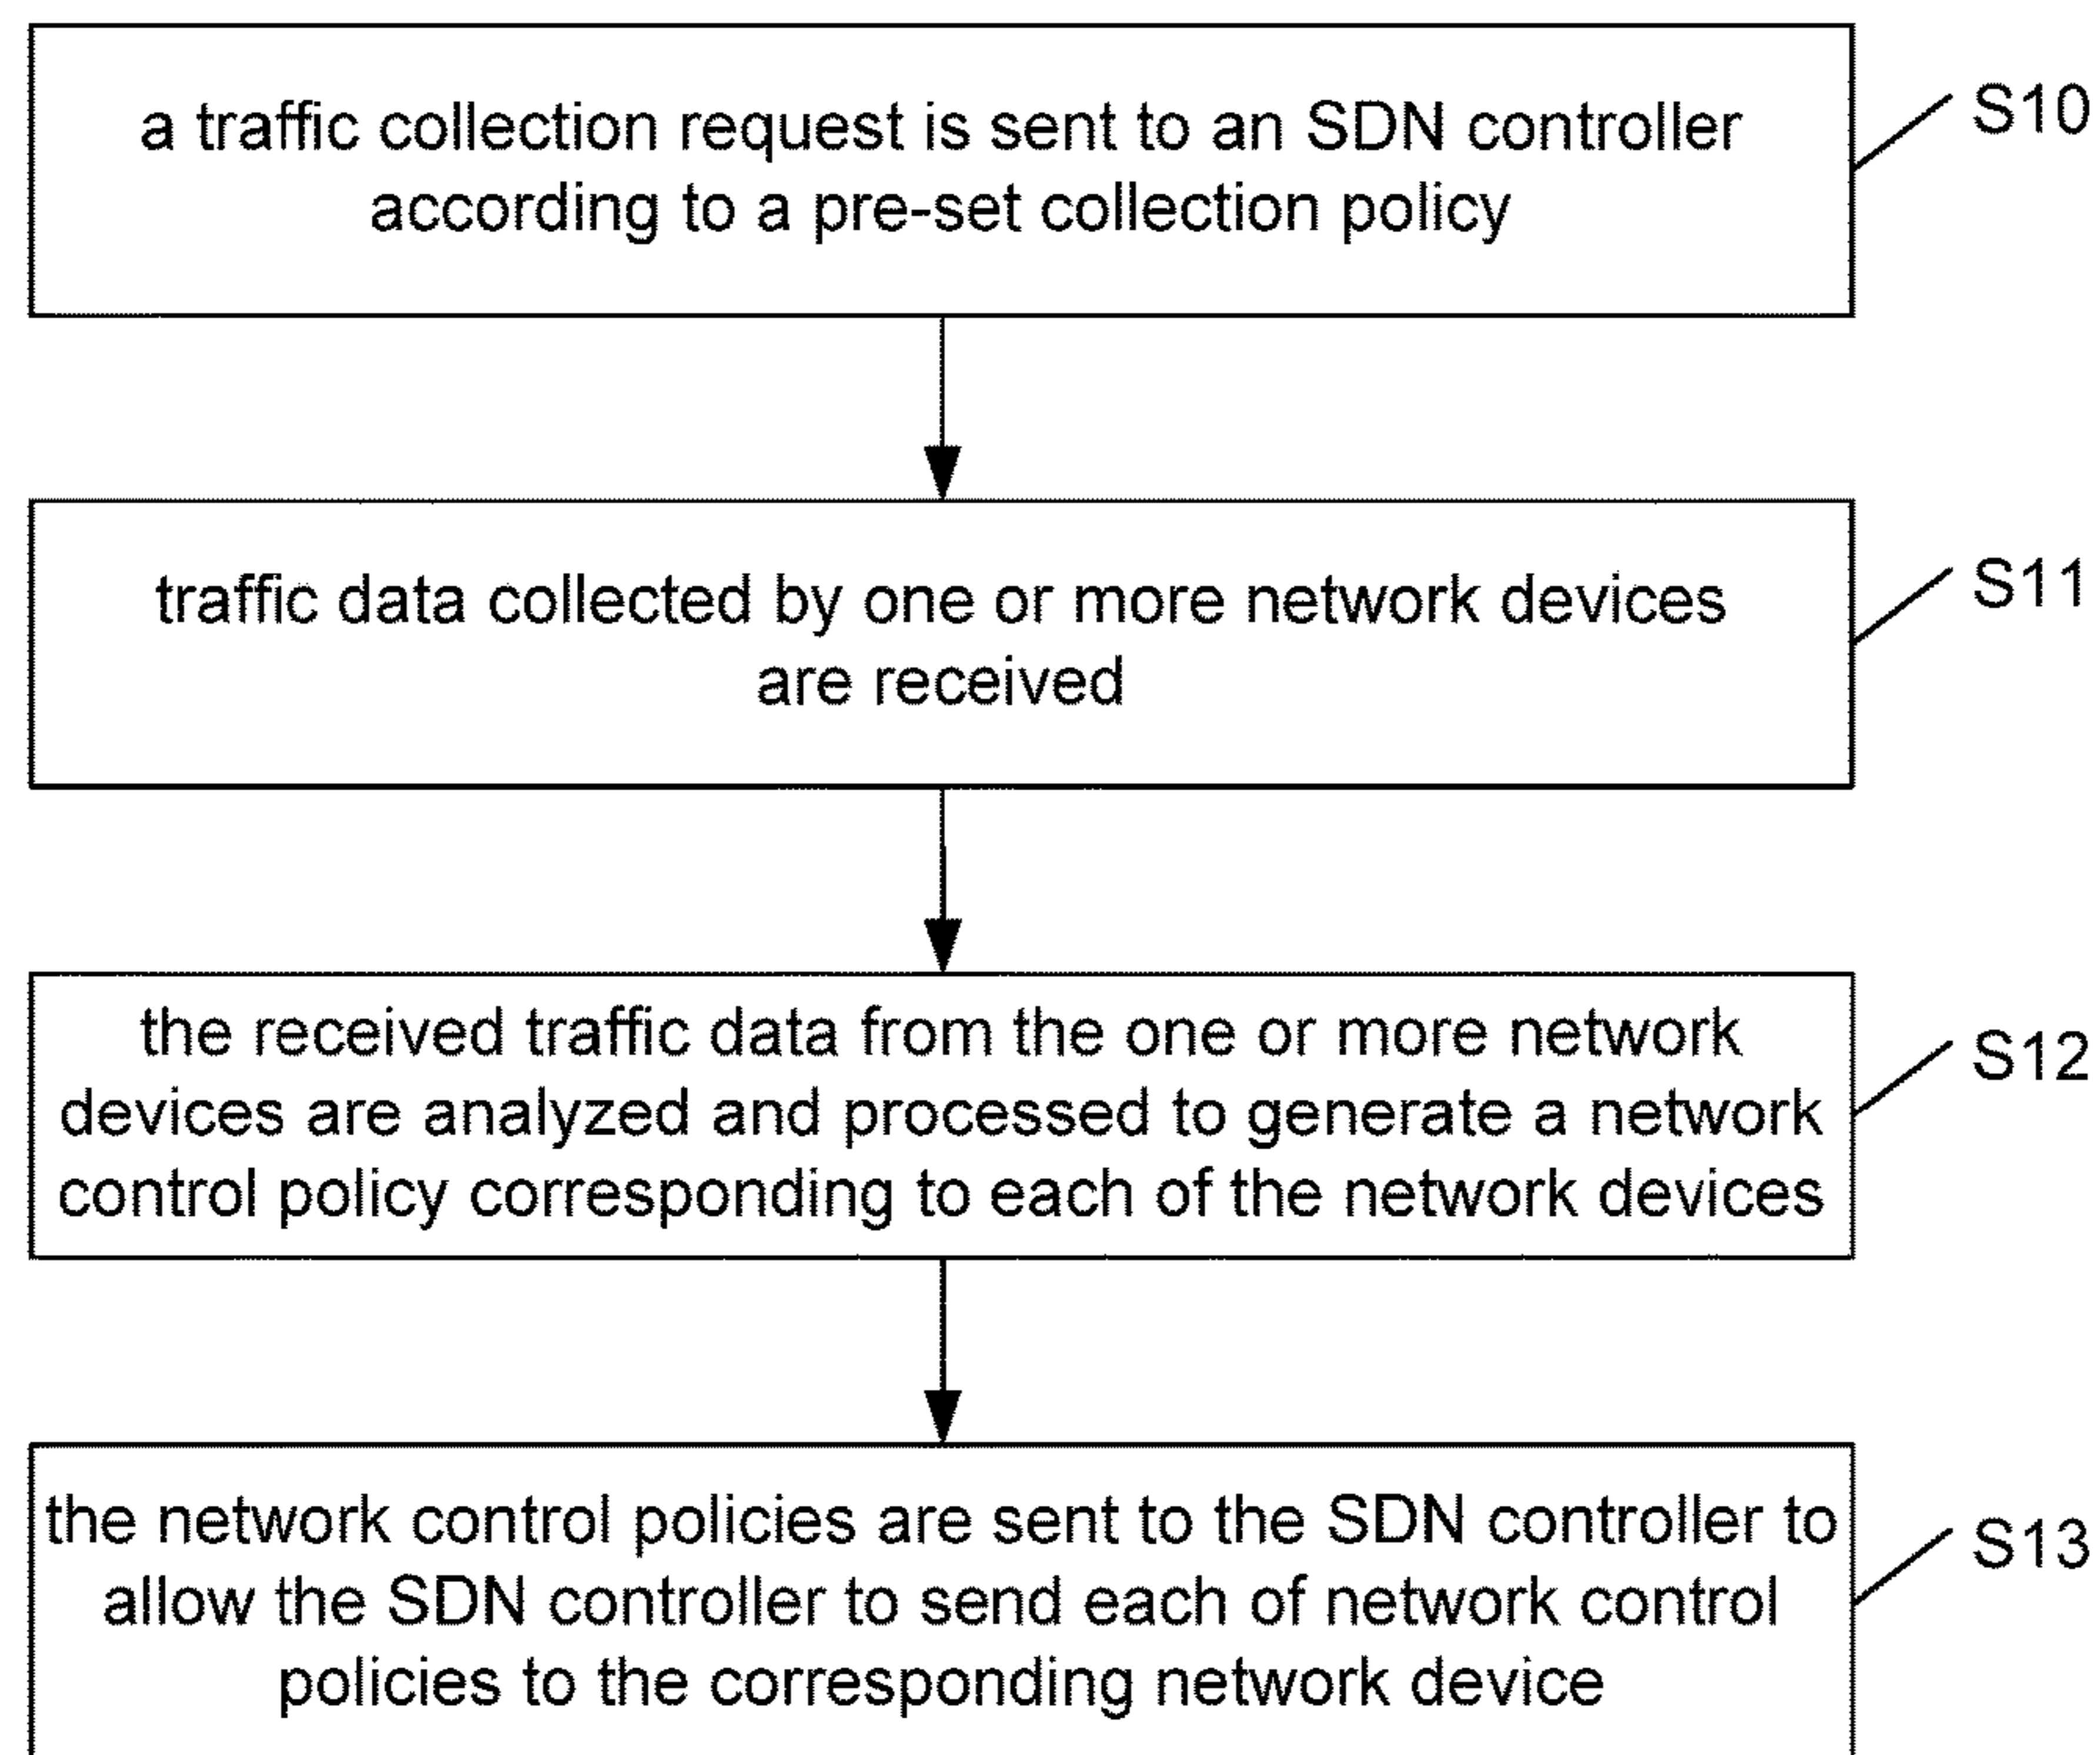 a traffic collection request is sent to an SDN controller
according to a pre-set collection policy
S10
traffic data collected by one or more network devices
are received
S11
the received traffic data from the one or more network
devices are analyzed and processed to generate a network
control policy corresponding to each of the network devices
S12
the network control policies are sent to the SDN controller to
allow the SDN controller to send each of network control
policies to the corresponding network device
S13